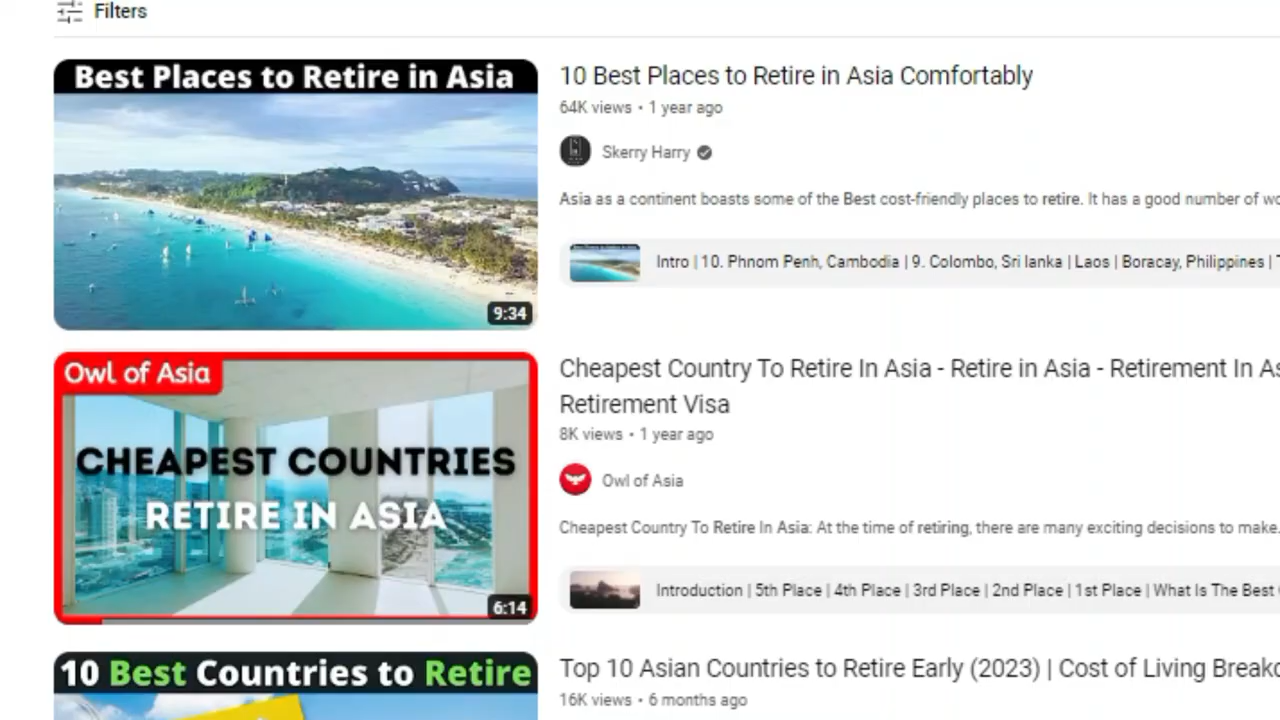 Filters
Best Places to Retire in Asia
9:34
10 Best Places to Retire in Asia Comfortably
64K views • 1 year ago
Skerry Harry
Asia as a continent boasts some of the Best cost-friendly places to retire. It has a good number of
Intro | 10. Phnom Penh, Cambodia | 9. Colombo, Sri lanka | Laos | Boracay, Philippines |
Owl of Asia
CHEAPEST COUNTRIES
RETIRE IN ASIA
6:14
Cheapest Country To Retire In Asia - Retire in Asia - Retirement In
Retirement Visa
8K views • 1 year ago
Owl of Asia
Cheapest Country To Retire In Asia: At the time of retiring, there are many exciting decisions to make.
Introduction | 5th Place | 4th Place | 3rd Place | 2nd Place | 1st Place | What Is The Best
10 Best Countries to Retire
Top 10 Asian Countries to Retire Early (2023) | Cost of Living
16K views • 6 months ago